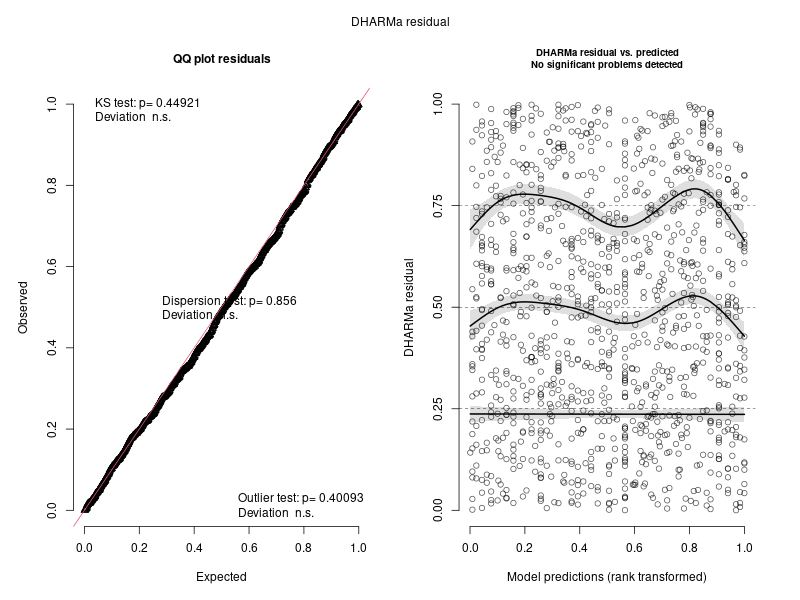 DHARMa residual
QQ plot residuals
KS test: p= 0.44921
Deviation n.s.
Dispersion test: p= 0.856
Deviation n.s.
Outlier test: p= 0.40093
Deviation n.s.
Observed
0.0
0.2
0.4
0.6
0.8
1.0
0.0
0.2
0.4
0.6
0.8
1.0
Expected
DHARMa residual vs. predicted
No significant problems detected
DHARMa residual
0.00
0.25
0.50
0.75
1.00
0.0
0.2
0.4
0.6
0.8
1.0
Model predictions (rank transformed)